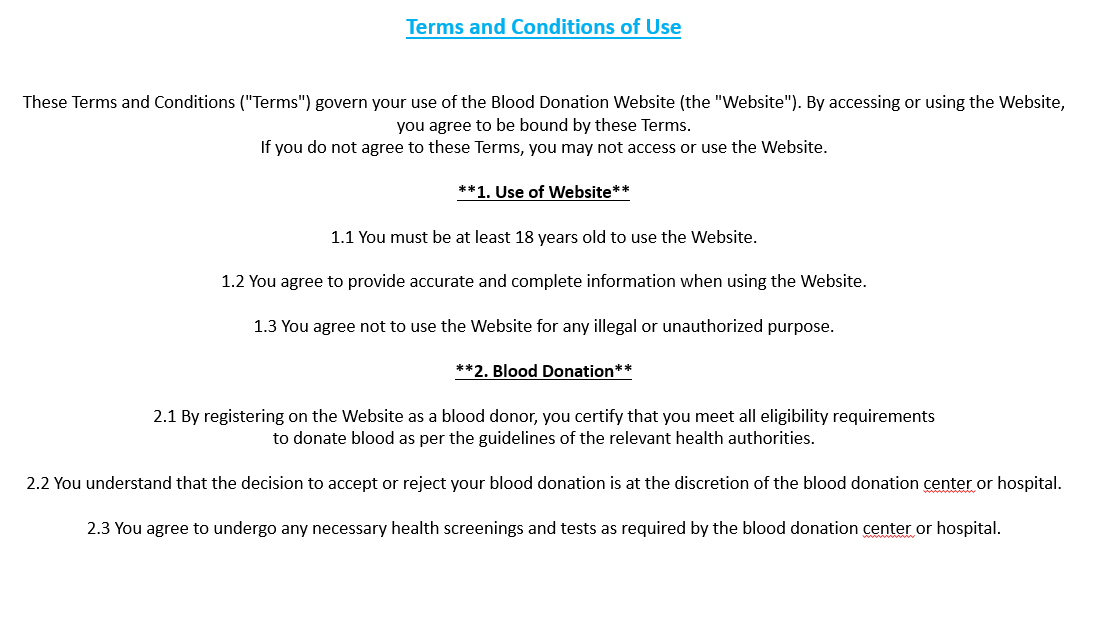 Terms and Conditions of Use
These Terms and Conditions ("Terms") govern your use of the Blood Donation Website (the "Website"). By accessing or using the Website,
you agree to be bound by these Terms.
If you do not agree to these Terms, you may not access or use the Website.
**1. Use of Website**
1.1 You must be at least 18 years old to use the Website.
1.2 You agree to provide accurate and complete information when using the Website.
1.3 You agree not to use the Website for any illegal or unauthorized purpose.
**2. Blood Donation**
2.1 By registering on the Website as a blood donor, you certify that you meet all eligibility requirements
to donate blood as per the guidelines of the relevant health authorities.
2.2 You understand that the decision to accept or reject your blood donation is at the discretion of the blood donation center or hospital.
2.3 You agree to undergo any necessary health screenings and tests as required by the blood donation center or hospital.